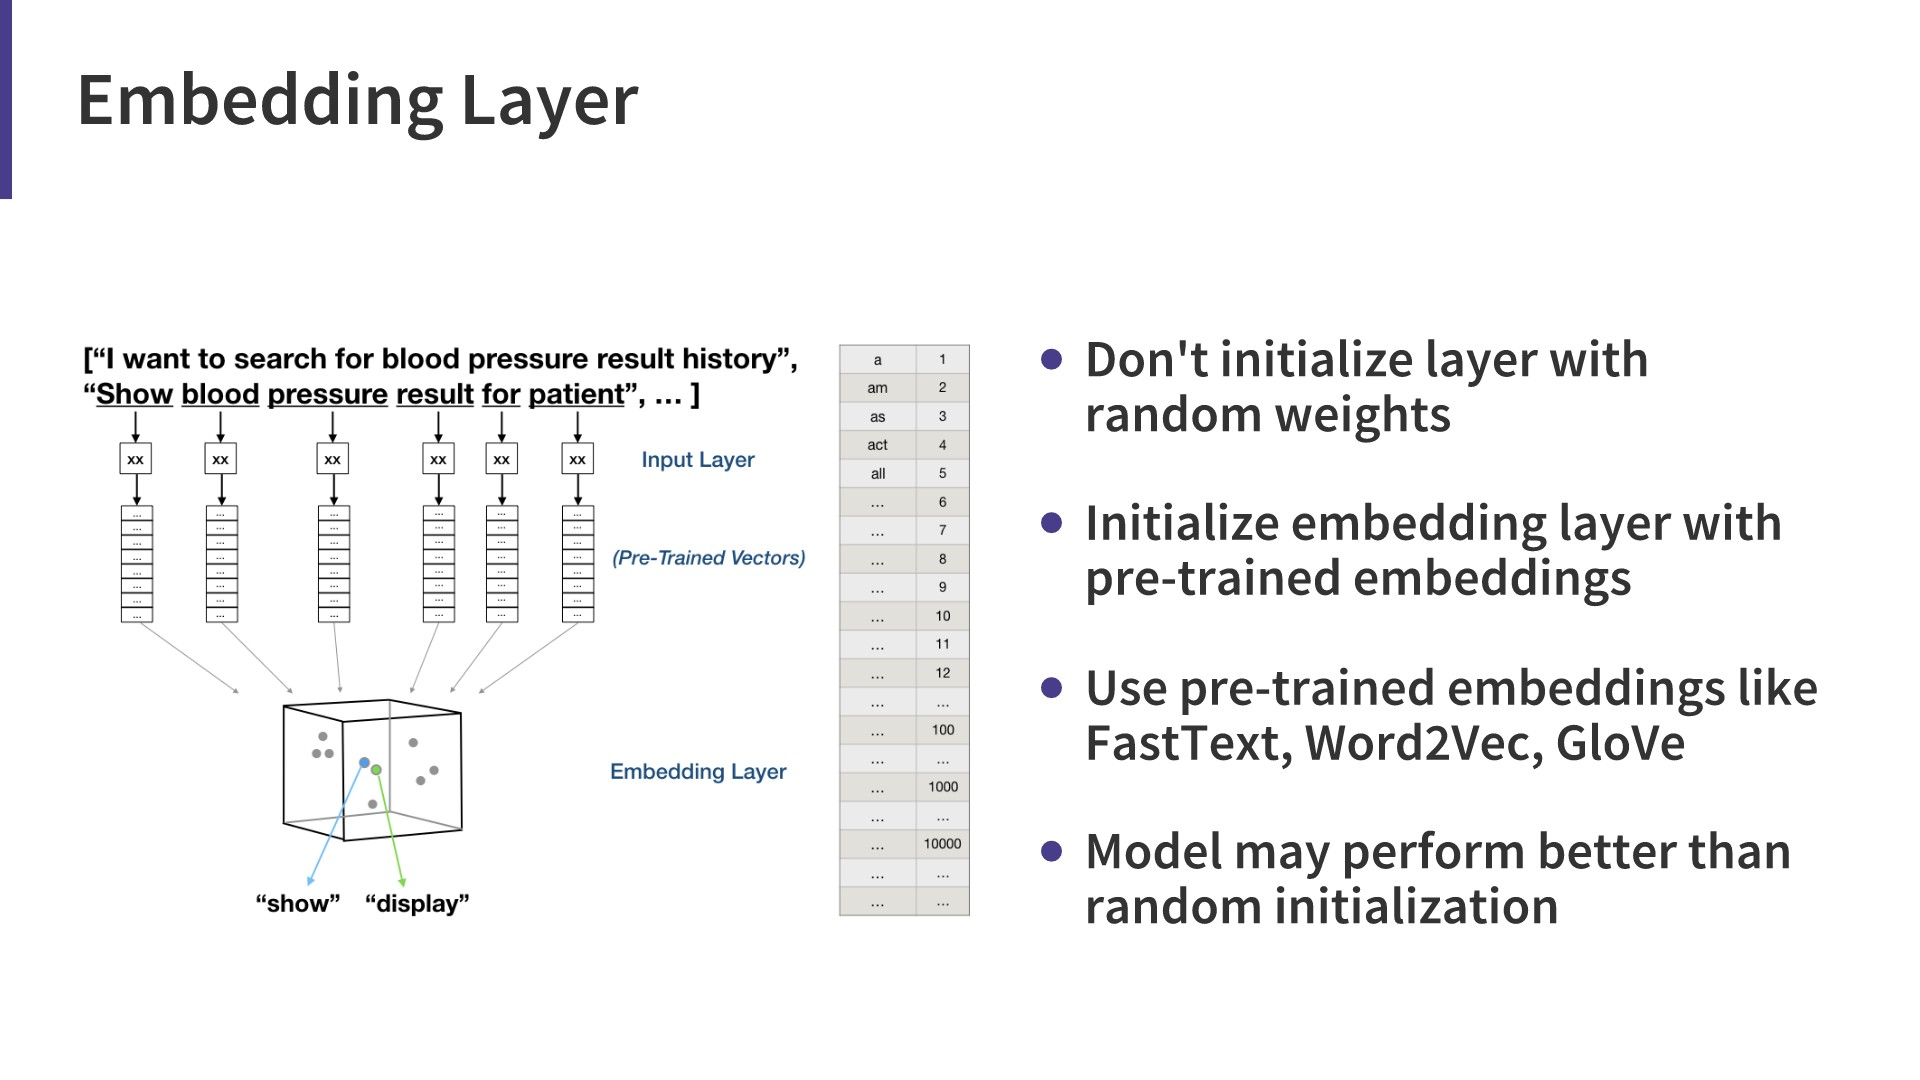 Embedding Layer
[“I want to search for blood pressure result history”,
“Show blood pressure result for patient”, ... ]
xx xx xx xx xx xx
Input Layer
... ... ... ... ... ...
... ... ... ... ... ...
... ... ... ... ... ...
... ... ... ... ... ...
(Pre-Trained Vectors)
... ... ... ... ... ...
... ... ... ... ... ...
... ... ... ... ... ...
... ... ... ... ... ...
Embedding Layer
“show” “display”
a 1
am 2
as 3
act 4
all 5
... 6
... 7
... 8
... 9
... 10
... 11
... 12
... ...
... 100
... ...
... 1000
... ...
... 10000
... ...
... ...
• Don't initialize layer with
random weights
• Initialize embedding layer with
pre-trained embeddings
• Use pre-trained embeddings like
FastText, Word2Vec, GloVe
• Model may perform better than
random initialization